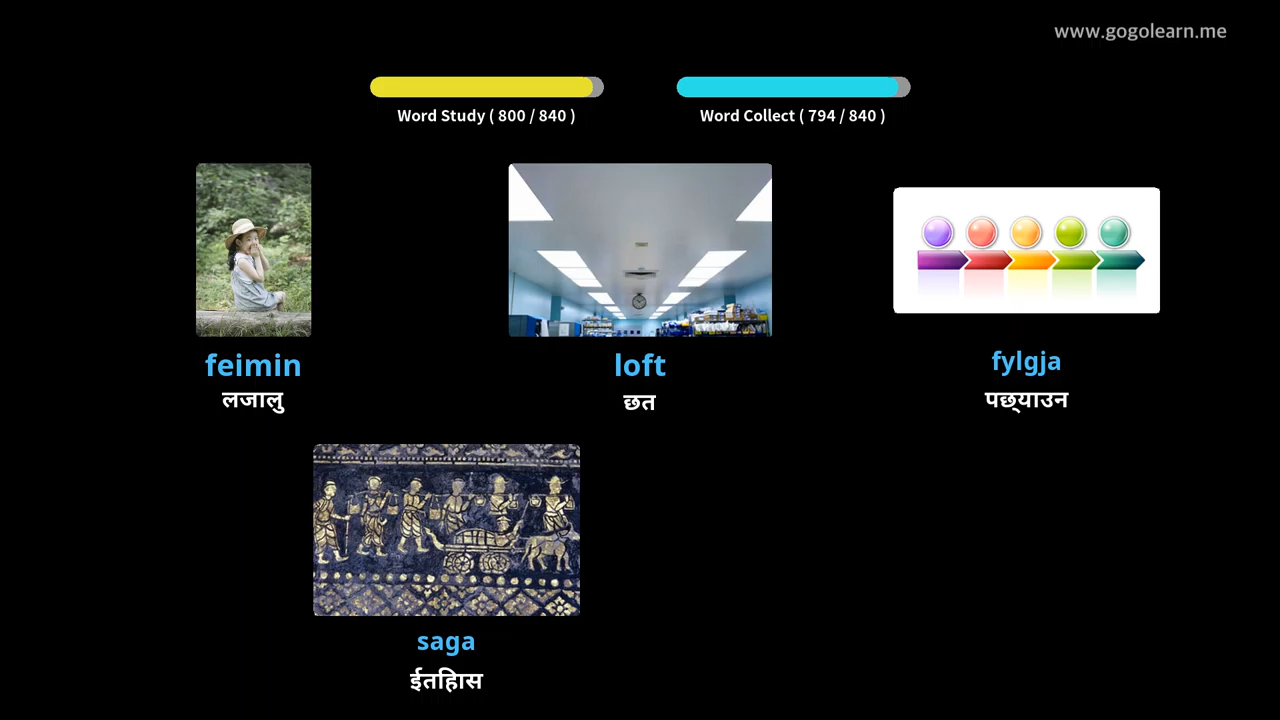 www.gogolearn.me
Word Study ( 800 / 840 )
Word Collect ( 794 / 840 )
feimin
लजालु
loft
छत
fylgja
पछ्याउन
saga
ईतहिास